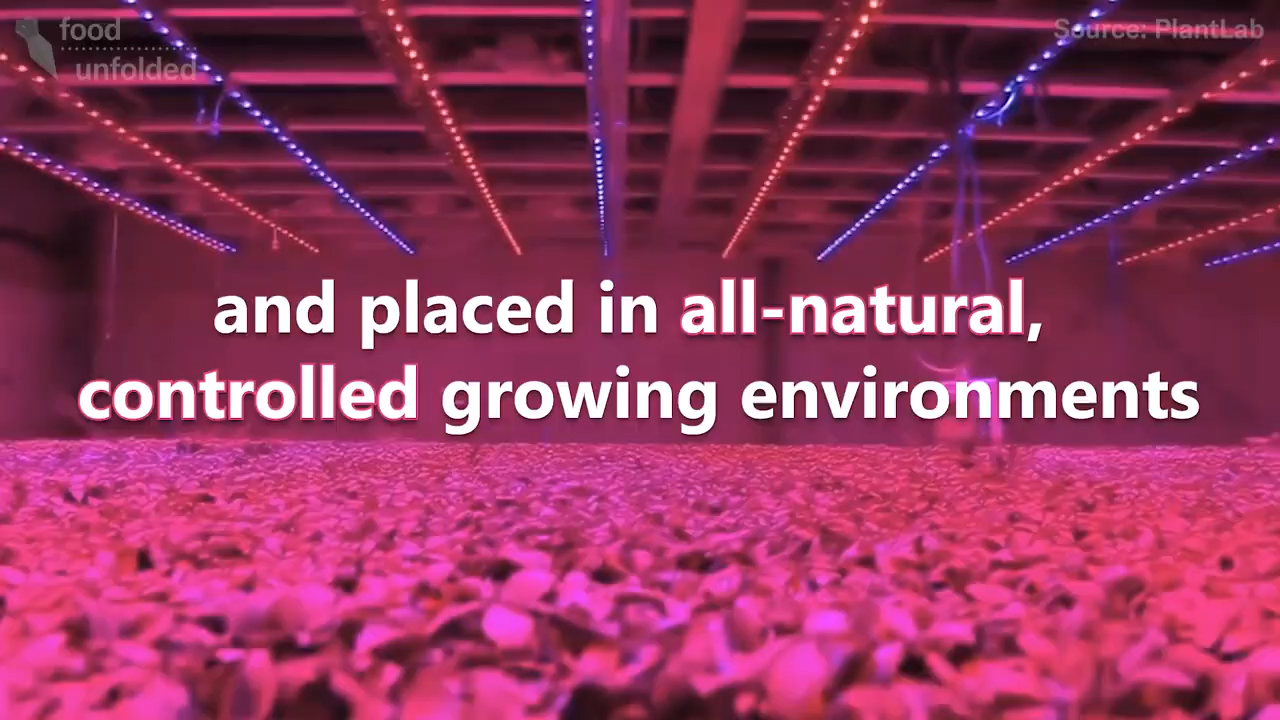 food
unfolded
Source: PlantLab
and placed in all-natural,
controlled growing environments